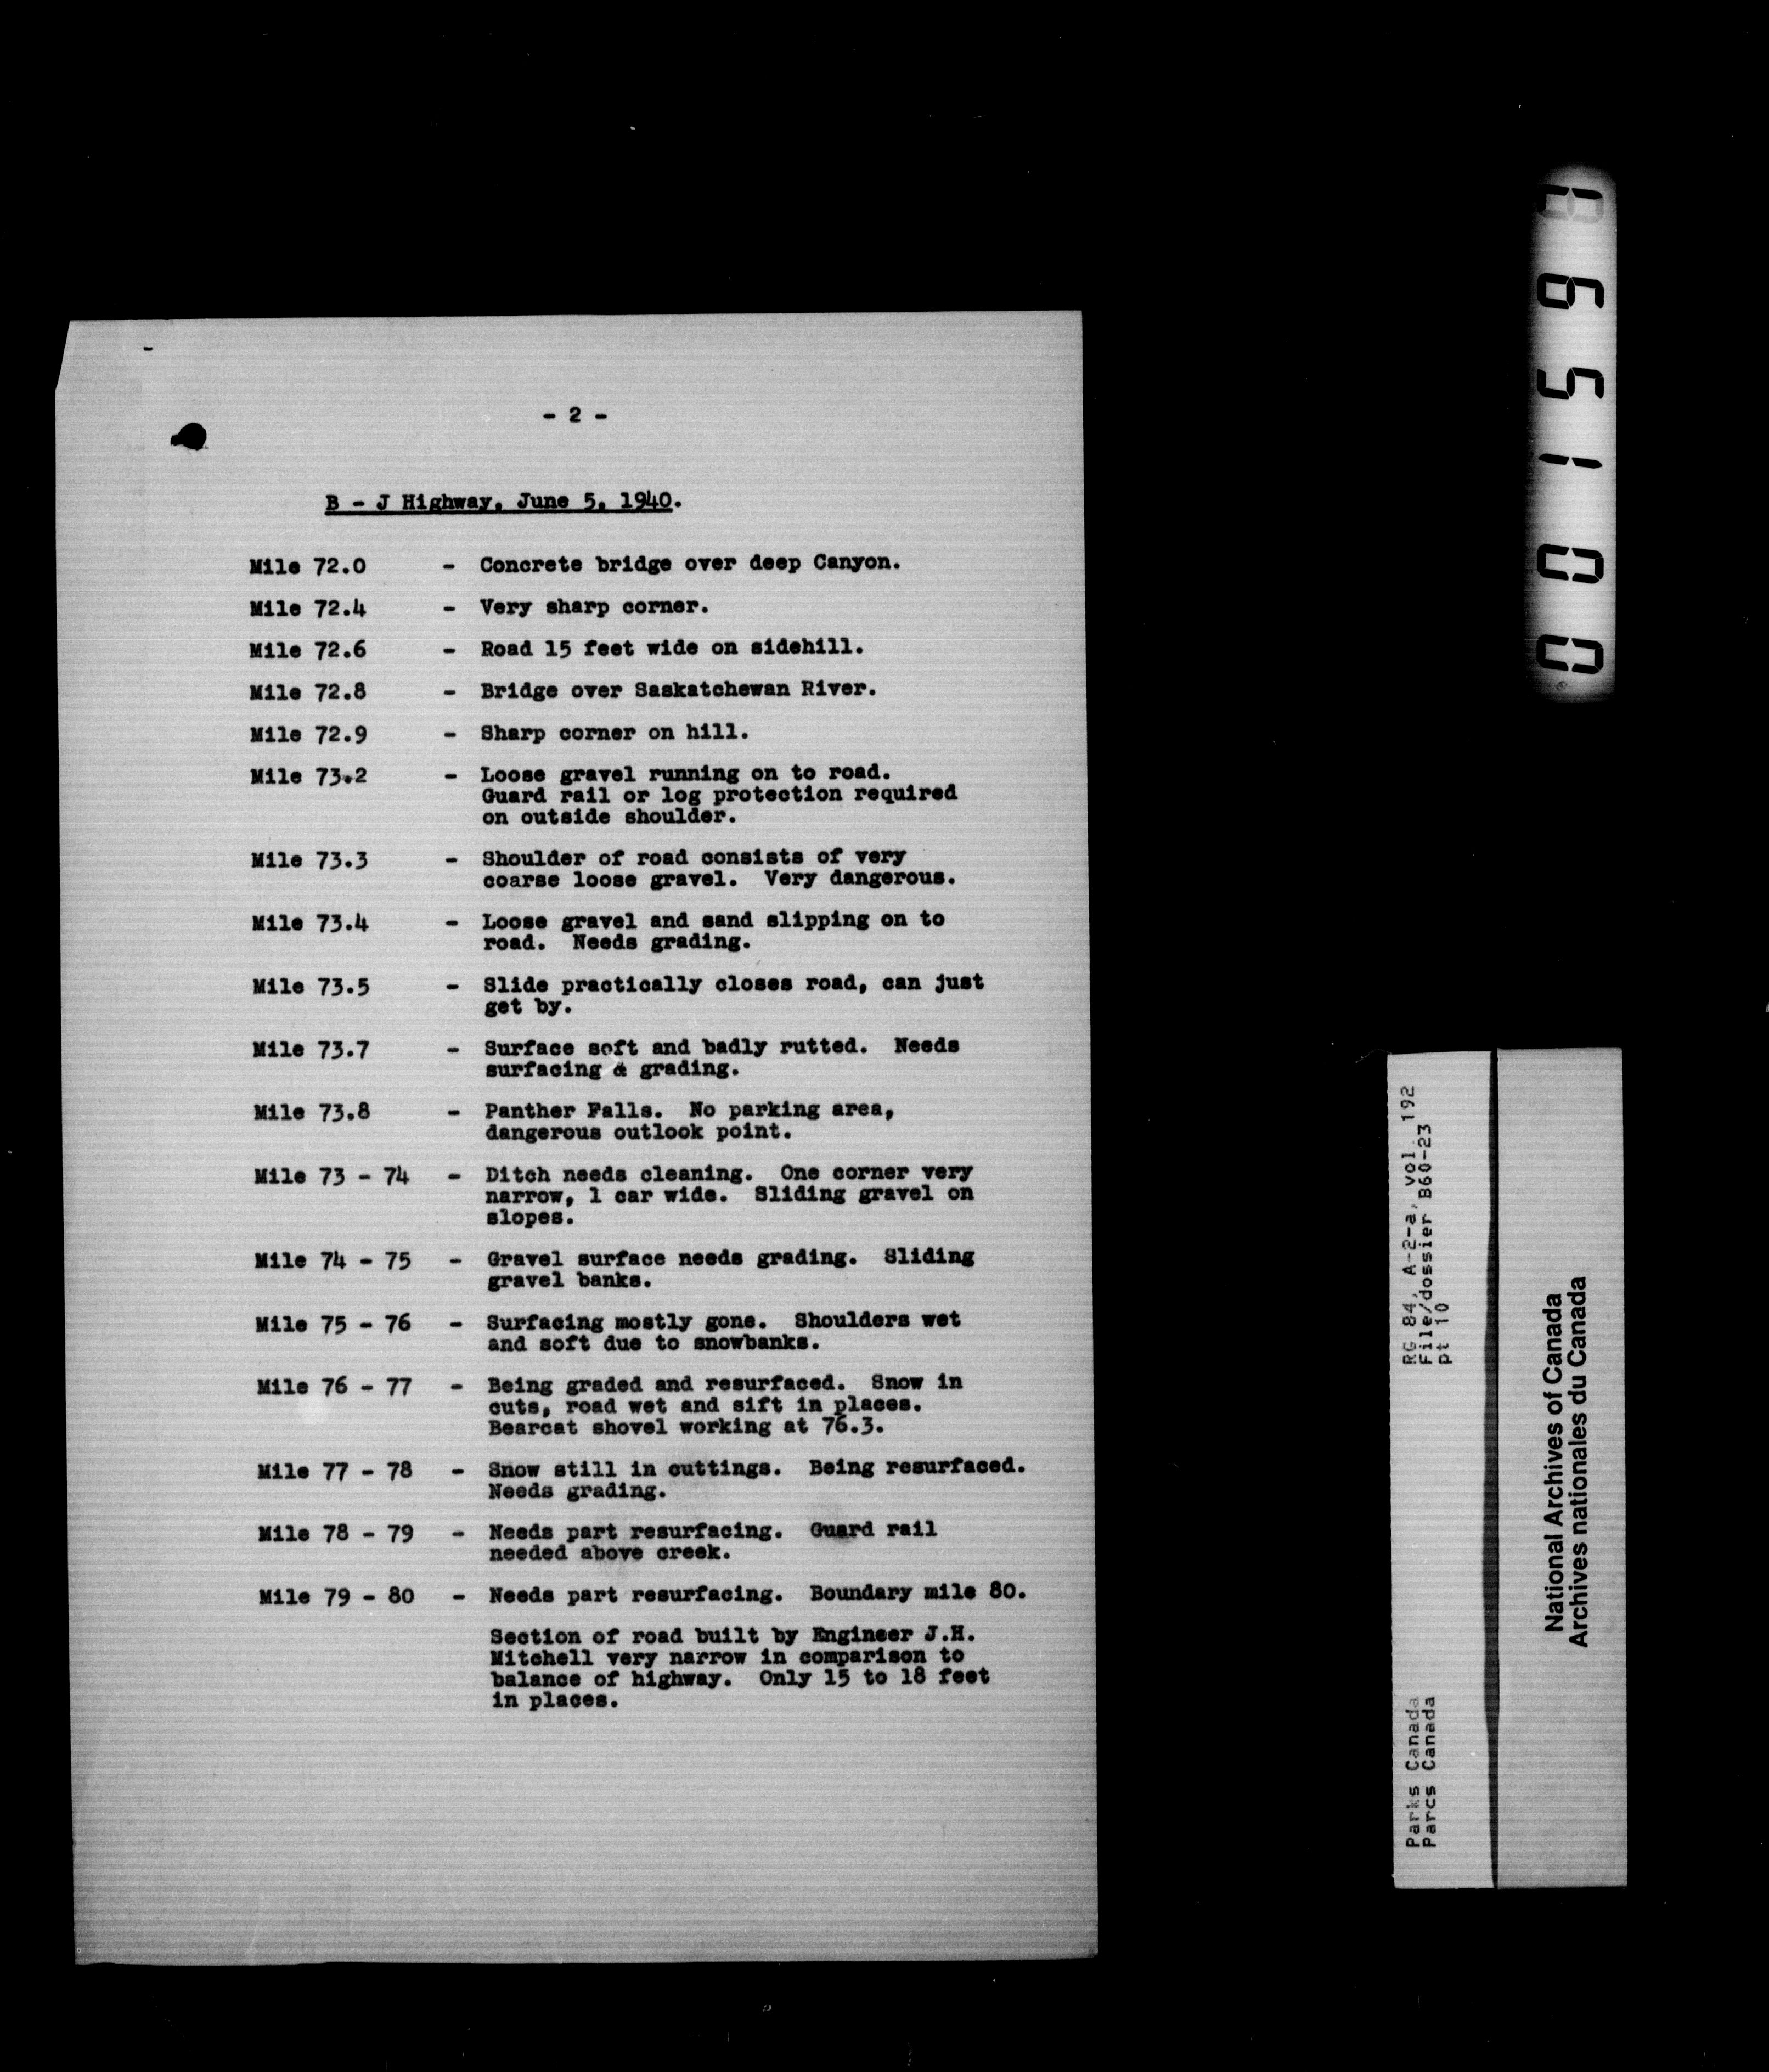 - 2 -
B - J Highway, June 5, 1940.
Mile 72.0 - Concrete bridge over deep Canyon.
Mile 72.4 - Very sharp corner.
Mile 72.6 - Road 15 feet wide on sidehill.
Mile 72.8 - Bridge over Saskatchewan River.
Mile 72.9 - Sharp corner on hill.
Mile 73.2 - Loose gravel running on to road.
Guard rail or log protection required
on outside shoulder.
Mile 73.3 - Shoulder of road consists of very
coarse loose gravel. Very dangerous.
Mile 73.4 - Loose gravel and sand slipping on to
road. Needs grading.
Mile 73.5 - Slide practically closes road, can just
get by.
Mile 73.7 - Surface soft and badly rutted. Needs
surfacing & grading.
Mile 73.8 - Panther Falls. No parking area,
dangerous outlook point.
Mile 73 - 74 - Ditch needs cleaning. One corner very
narrow, 1 car wide. Sliding gravel on
slopes.
Mile 74 - 75 - Gravel surface needs grading. Sliding
gravel banks.
Mile 75 - 76 - Surfacing mostly gone. Shoulders wet
and soft due to snowbanks.
Mile 76 - 77 - Being graded and resurfaced. Snow in
cuts, road wet and sift in places.
Bearcat shovel working at 76.3.
Mile 77 - 78 - Snow still in cuttings. Being resurfaced.
Needs grading.
Mile 78 - 79 - Needs part resurfacing. Guard rail
needed above creek.
Mile 79 - 80 - Needs part resurfacing. Boundary mile 80.
Section of road built by Engineer J.H.
Mitchell very narrow in comparison to
balance of highway. Only 15 to 18 feet
in places.
Parks Canada RG 84, A-2-a, vol. 192
Parcs Canada File/dossier B60-23
pt 10
National Archives of Canada
Archives nationales du Canada